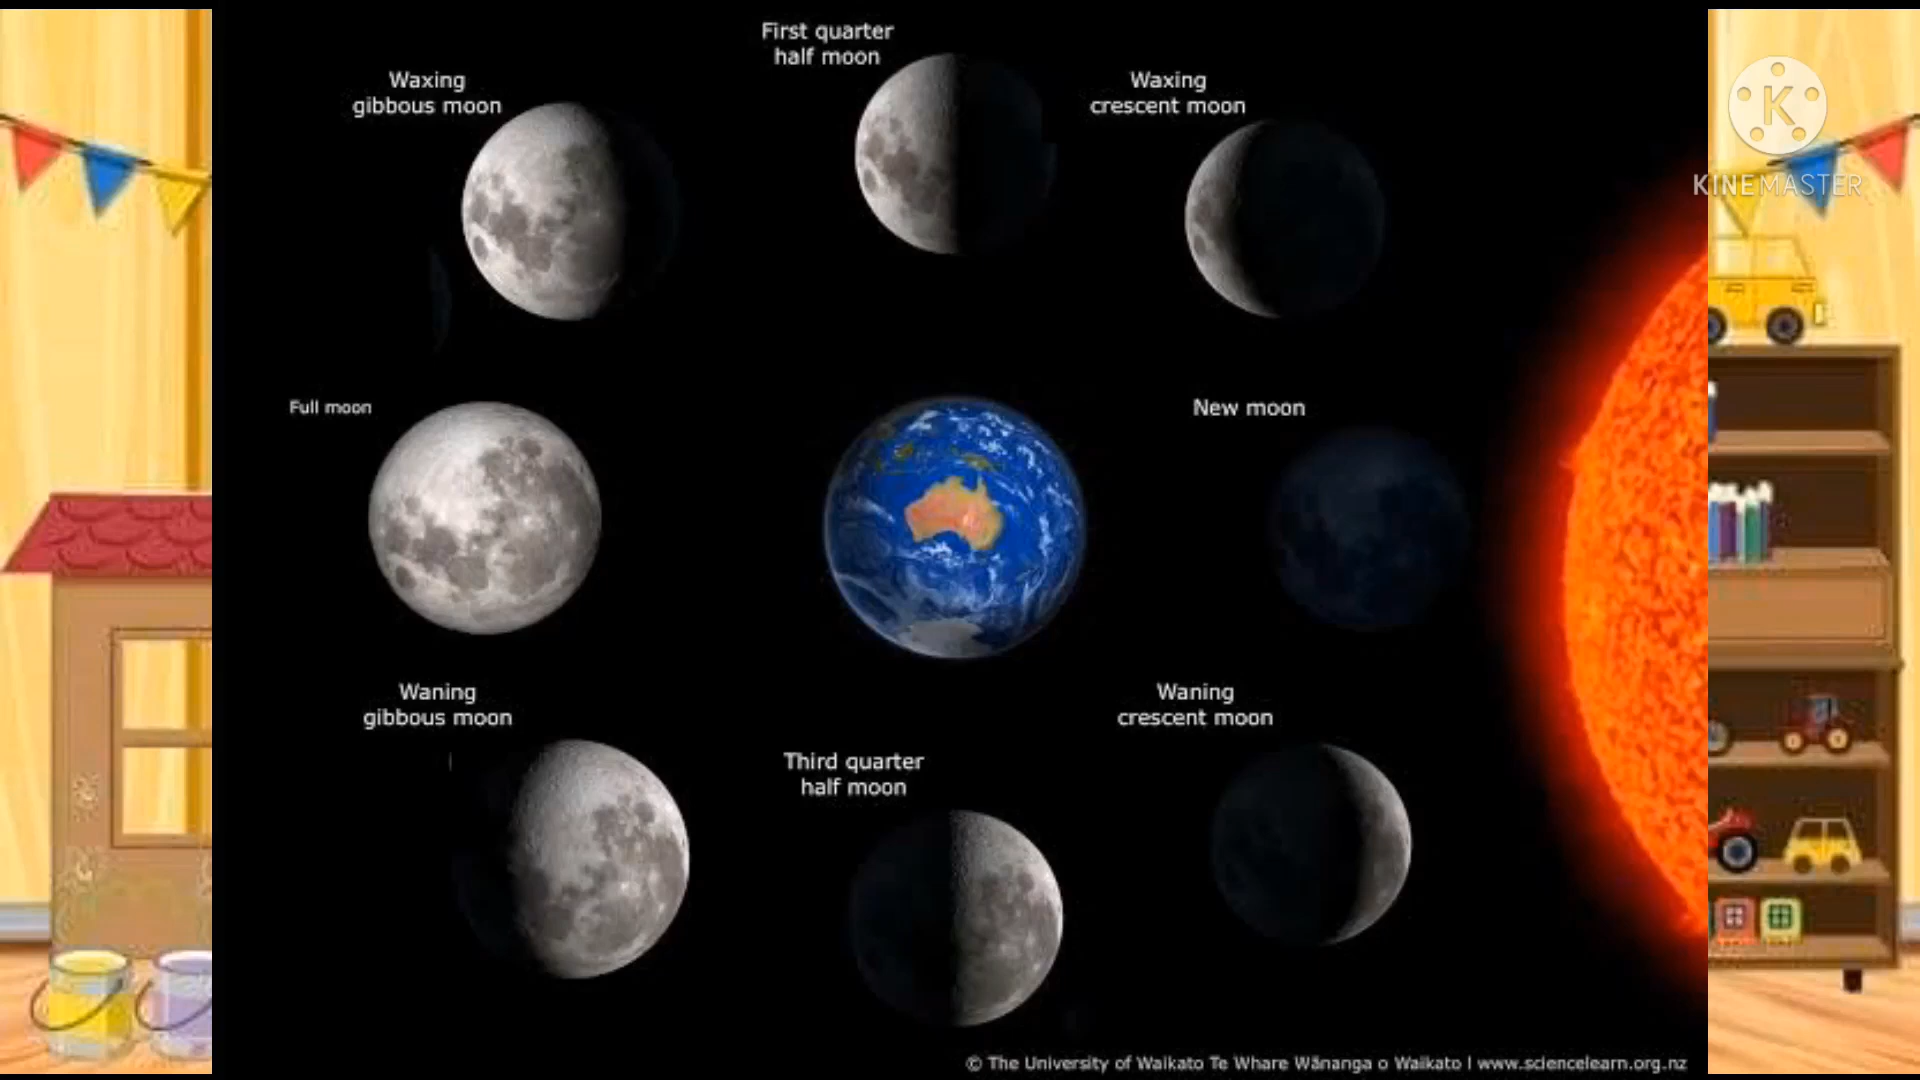 First quarter
half moon
Waxing
gibbous moon
Waxing
crescent moon
K
KINEMASTER
Full moon
New moon
Waning
gibbous moon
Waning
crescent moon
Third quarter
half moon
© The University of Waikato Te Whare Wānanga o Waikato | www.sciencelearn.org.nz